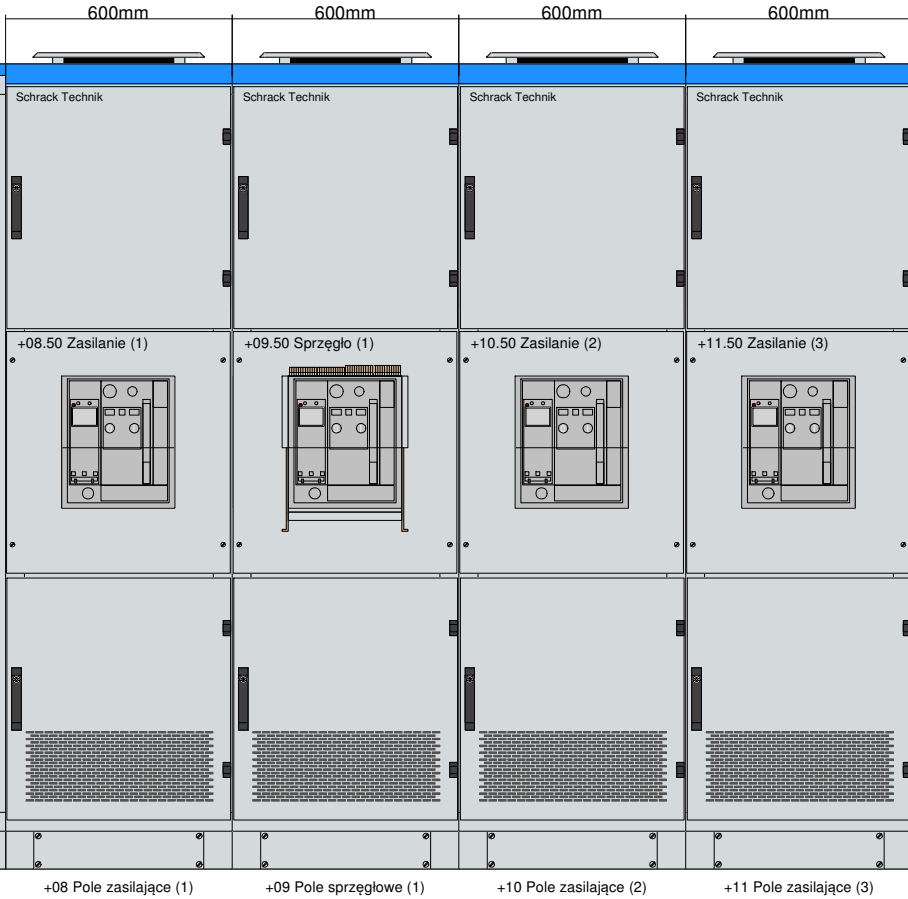 600mm 600mm 600mm 600mm
Schrack Technik Schrack Technik Schrack Technik Schrack Technik
+08.50 Zasilanie (1) +09.50 Sprzęgło (1) +10.50 Zasilanie (2) +11.50 Zasilanie (3)
+08 Pole zasilające (1) +09 Pole sprzęgłowe (1) +10 Pole zasilające (2) +11 Pole zasilające (3)